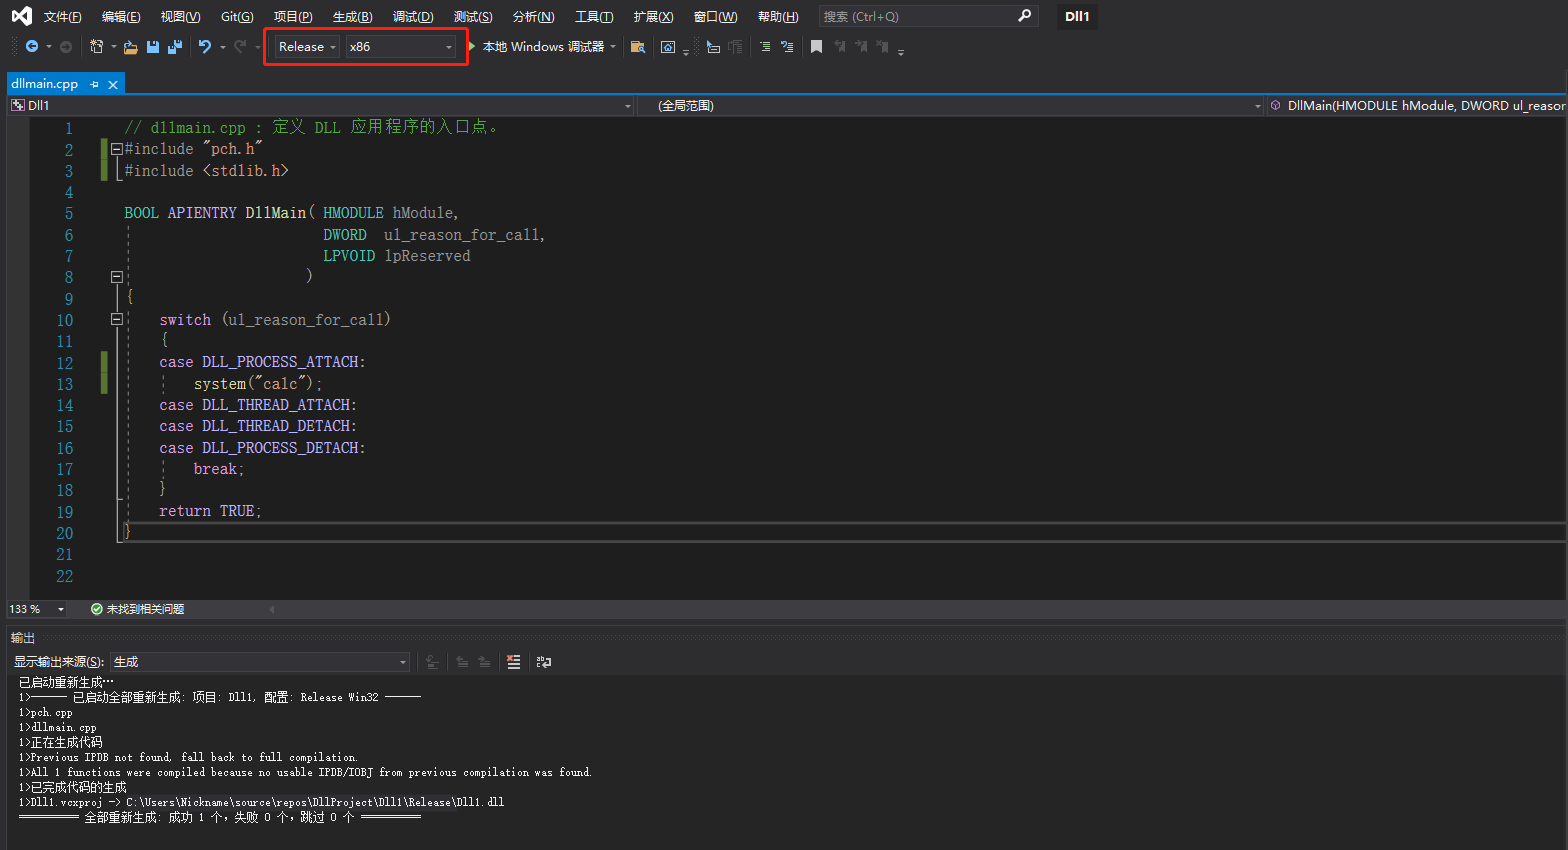 文件(F) 编辑(E) 视图(V) Git(G) 项目(P) 生成(B) 调试(D) 测试(S) 分析(N) 工具(T) 扩展(X) 窗口(W) 帮助(H) 搜索 (Ctrl+Q) Dll1
Release x86 本地 Windows 调试器
dllmain.cpp
Dll1 (全局范围) DllMain(HMODULE hModule, DWORD ul_reason
1 // dllmain.cpp : 定义 DLL 应用程序的入口点。
2 #include "pch.h"
3 #include <stdlib.h>
4
5 BOOL APIENTRY DllMain( HMODULE hModule,
6 DWORD ul_reason_for_call,
7 LPVOID lpReserved
8 )
9 {
10 switch (ul_reason_for_call)
11 {
12 case DLL_PROCESS_ATTACH:
13 system("calc");
14 case DLL_THREAD_ATTACH:
15 case DLL_THREAD_DETACH:
16 case DLL_PROCESS_DETACH:
17 break;
18 }
19 return TRUE;
20 }
21
22
133 % 未找到相关问题
输出
显示输出来源(S): 生成
已启动重新生成…
1>------ 已启动全部重新生成: 项目: Dll1, 配置: Release Win32 ------
1>pch.cpp
1>dllmain.cpp
1>正在生成代码
1>Previous IPDB not found, fall back to full compilation.
1>All 1 functions were compiled because no usable IPDB/IOBJ from previous compilation was found.
1>已完成代码的生成
1>Dll1.vcxproj -> C:\Users\Nickname\source\repos\DllProject\Dll1\Release\Dll1.dll
========== 全部重新生成: 成功 1 个，失败 0 个，跳过 0 个 ==========